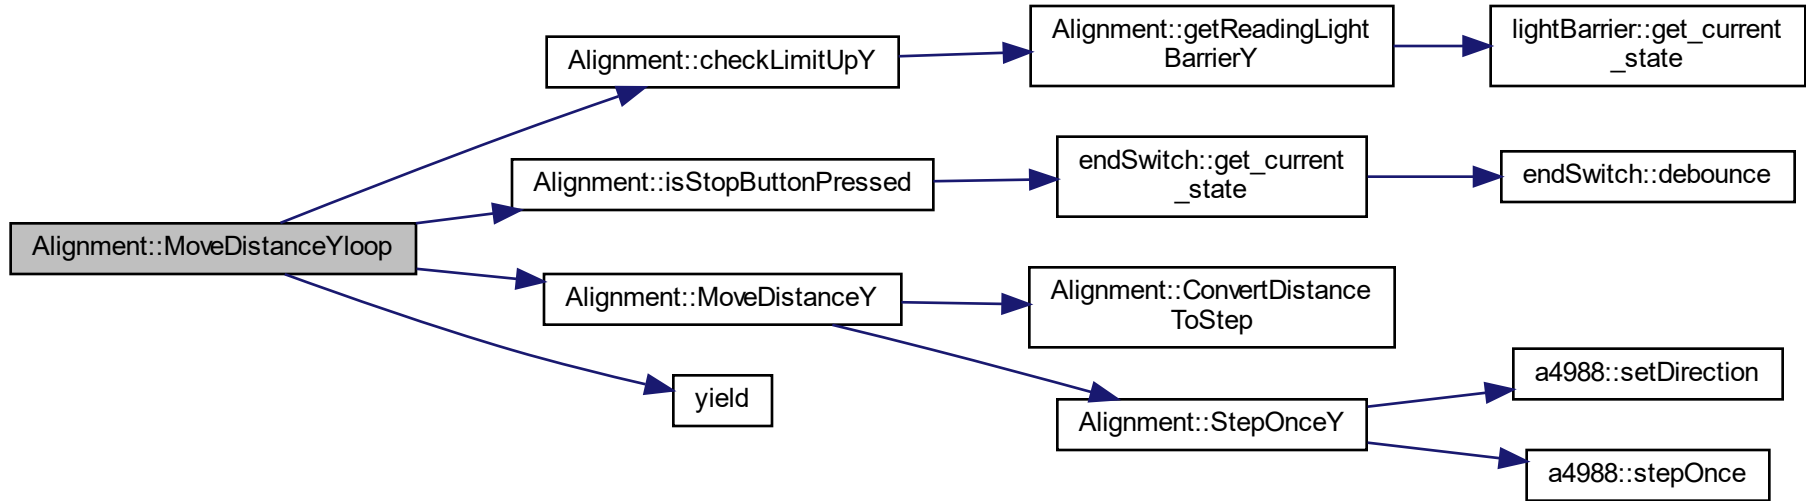 Alignment::MoveDistanceYloop
Alignment::checkLimitUpY
Alignment::getReadingLight
BarrierY
lightBarrier::get_current
_state
Alignment::isStopButtonPressed
endSwitch::get_current
_state
endSwitch::debounce
Alignment::MoveDistanceY
Alignment::ConvertDistance
ToStep
Alignment::StepOnceY
a4988::setDirection
a4988::stepOnce
yield